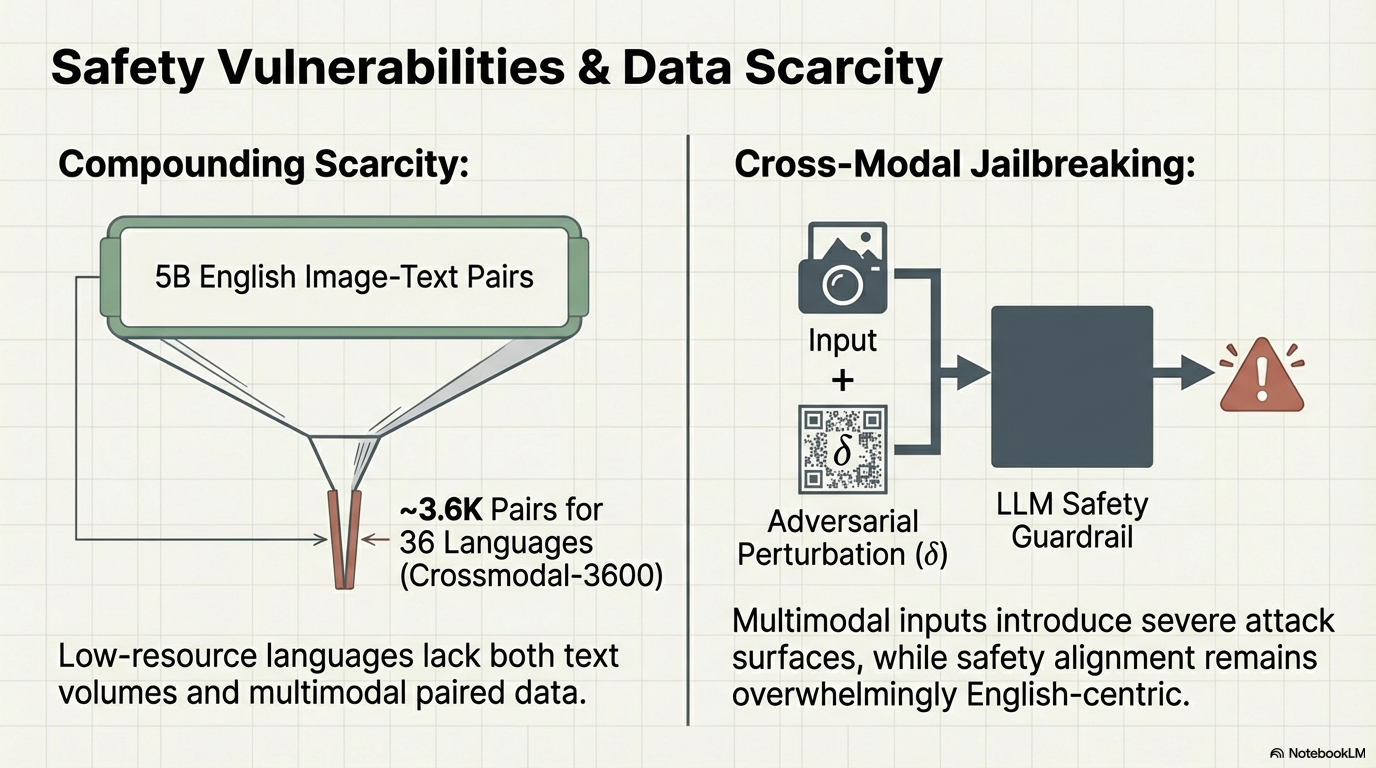 Safety Vulnerabilities & Data Scarcity
Compounding Scarcity:
5B English Image-Text Pairs
~3.6K Pairs for
36 Languages
(Crossmodal-3600)
Low-resource languages lack both text
volumes and multimodal paired data.
Cross-Modal Jailbreaking:
Input
+
δ
Adversarial
Perturbation (δ)
LLM Safety
Guardrail
Multimodal inputs introduce severe attack
surfaces, while safety alignment remains
overwhelmingly English-centric.
NotebookLM